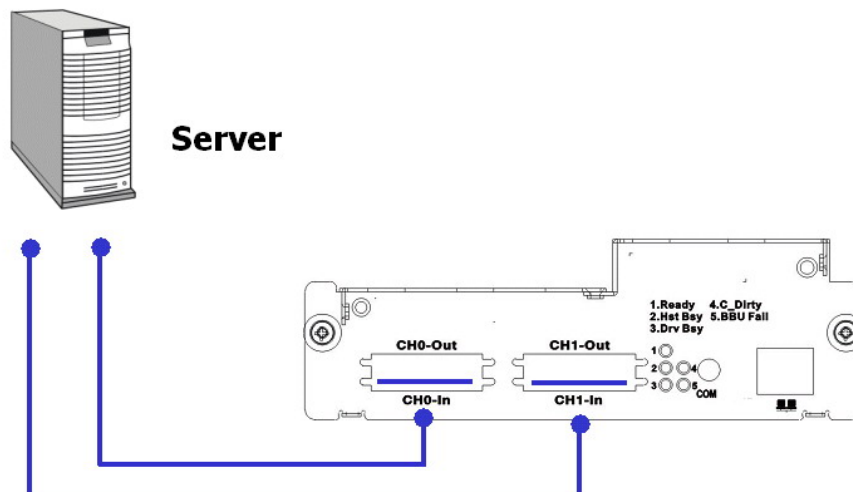 Server
1.Ready 4.C_Dirty
2.Hst Bsy 5.BBU Fail
3.Drv Bsy
CH0-Out CH1-Out
1
2 4
3 5
COM
CH0-In CH1-In